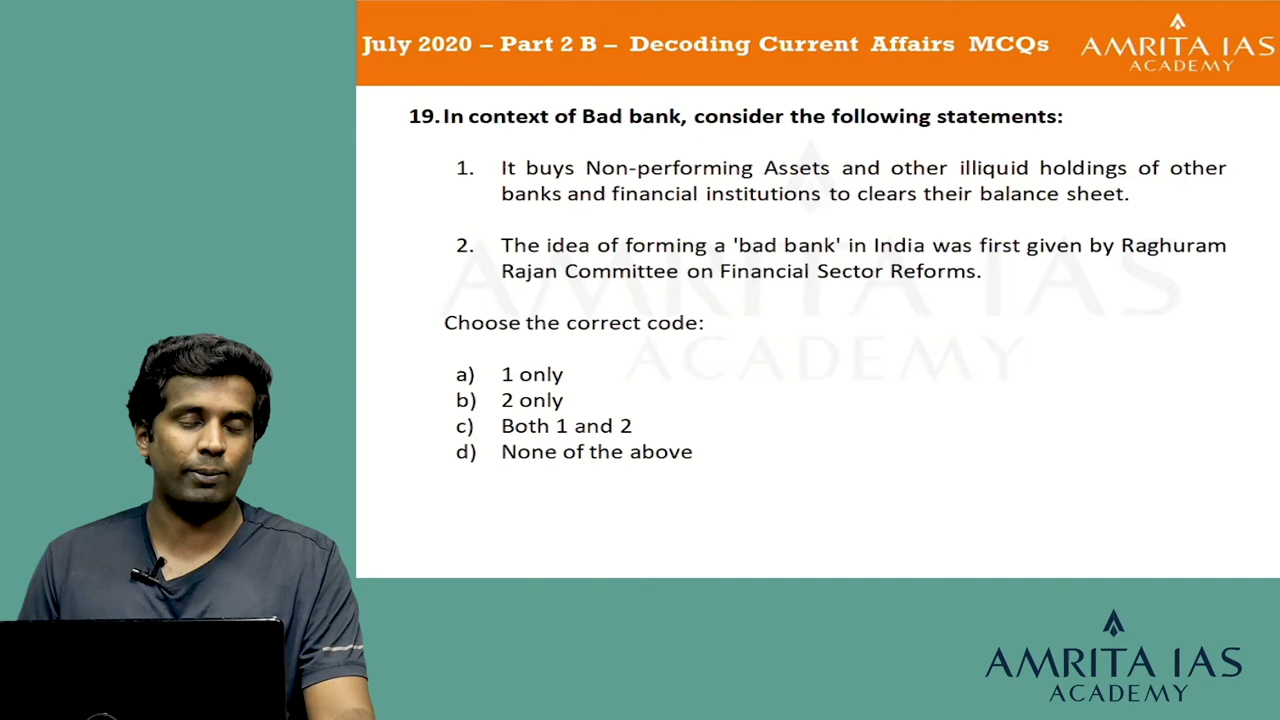 July 2020 – Part 2 B – Decoding Current Affairs MCQs
AMRITA IAS
ACADEMY
19. In context of Bad bank, consider the following statements:
1. It buys Non-performing Assets and other illiquid holdings of other
banks and financial institutions to clears their balance sheet.
2. The idea of forming a 'bad bank' in India was first given by Raghuram
Rajan Committee on Financial Sector Reforms.
Choose the correct code:
a) 1 only
b) 2 only
c) Both 1 and 2
d) None of the above
AMRITA IAS
ACADEMY
AMRITA IAS
ACADEMY